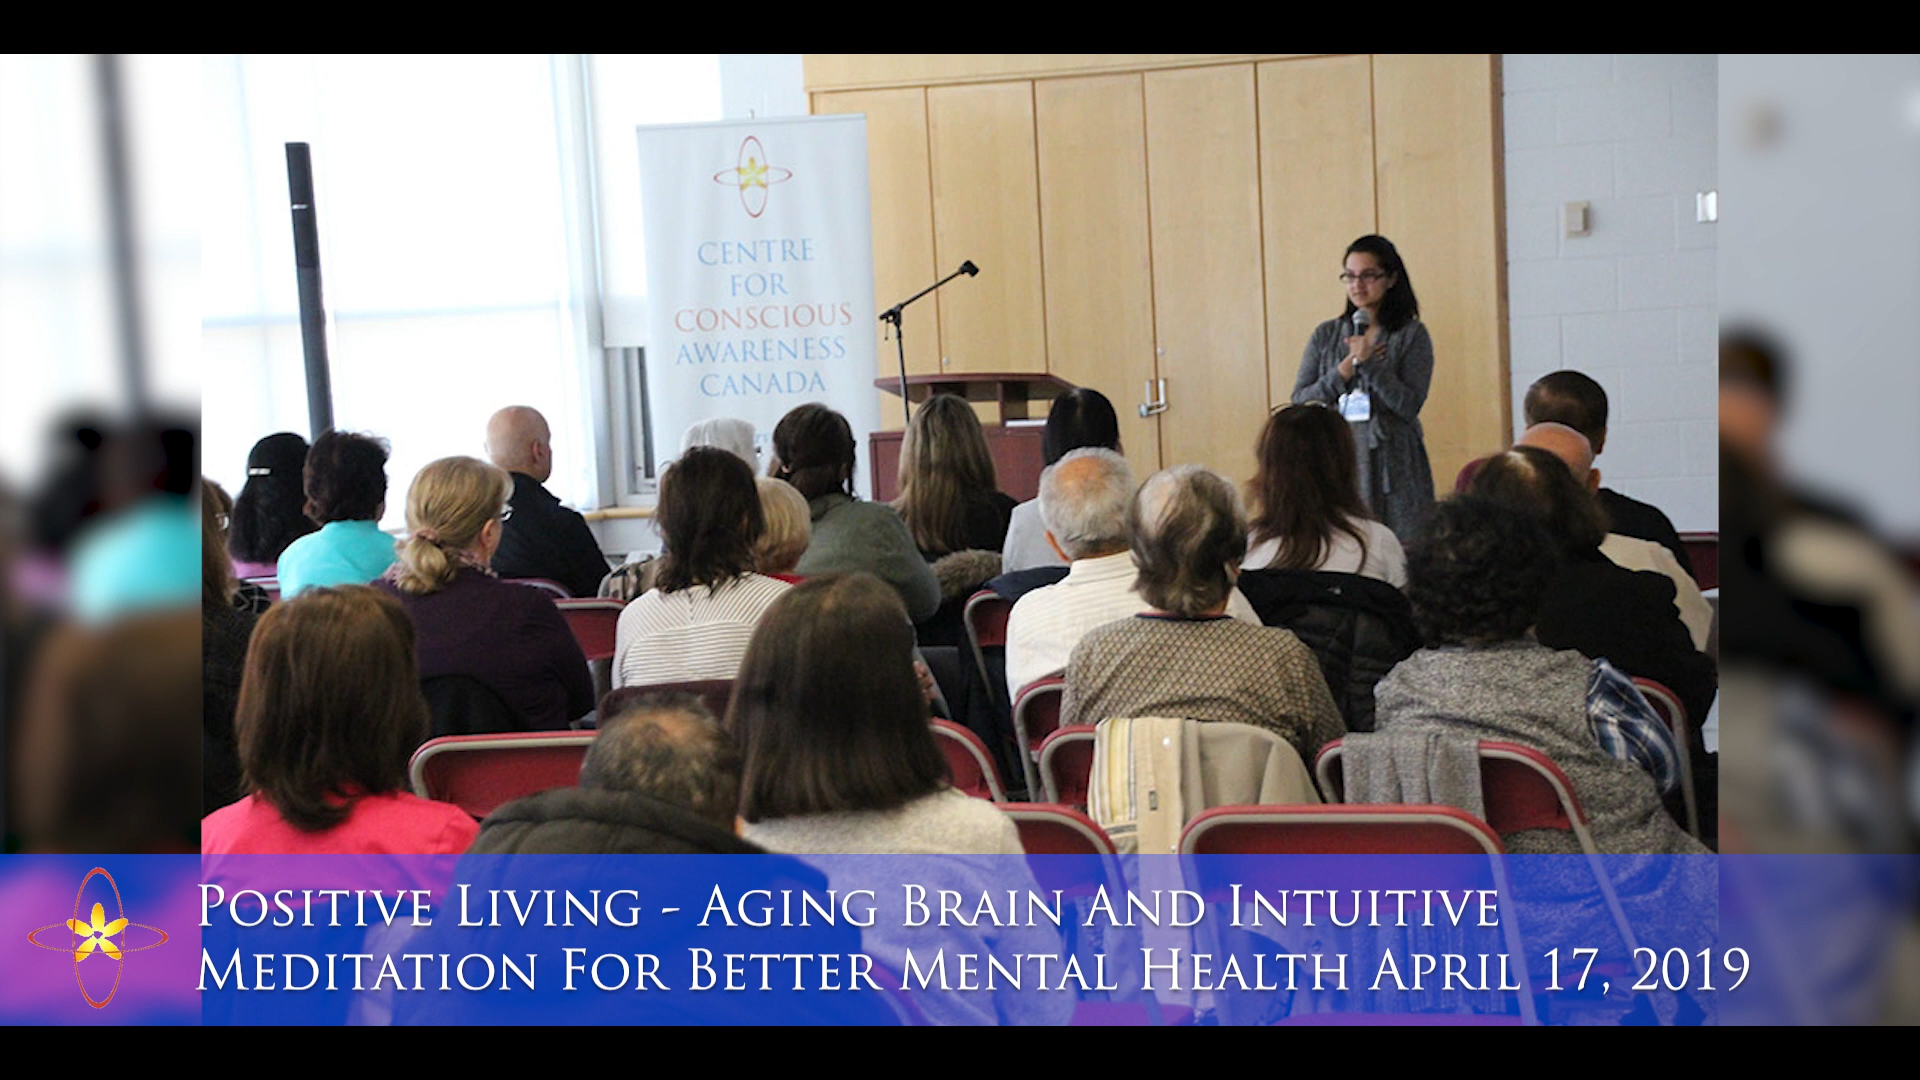 CENTRE
FOR
CONSCIOUS
AWARENESS
CANADA
POSITIVE LIVING - AGING BRAIN AND INTUITIVE
MEDITATION FOR BETTER MENTAL HEALTH APRIL 17, 2019